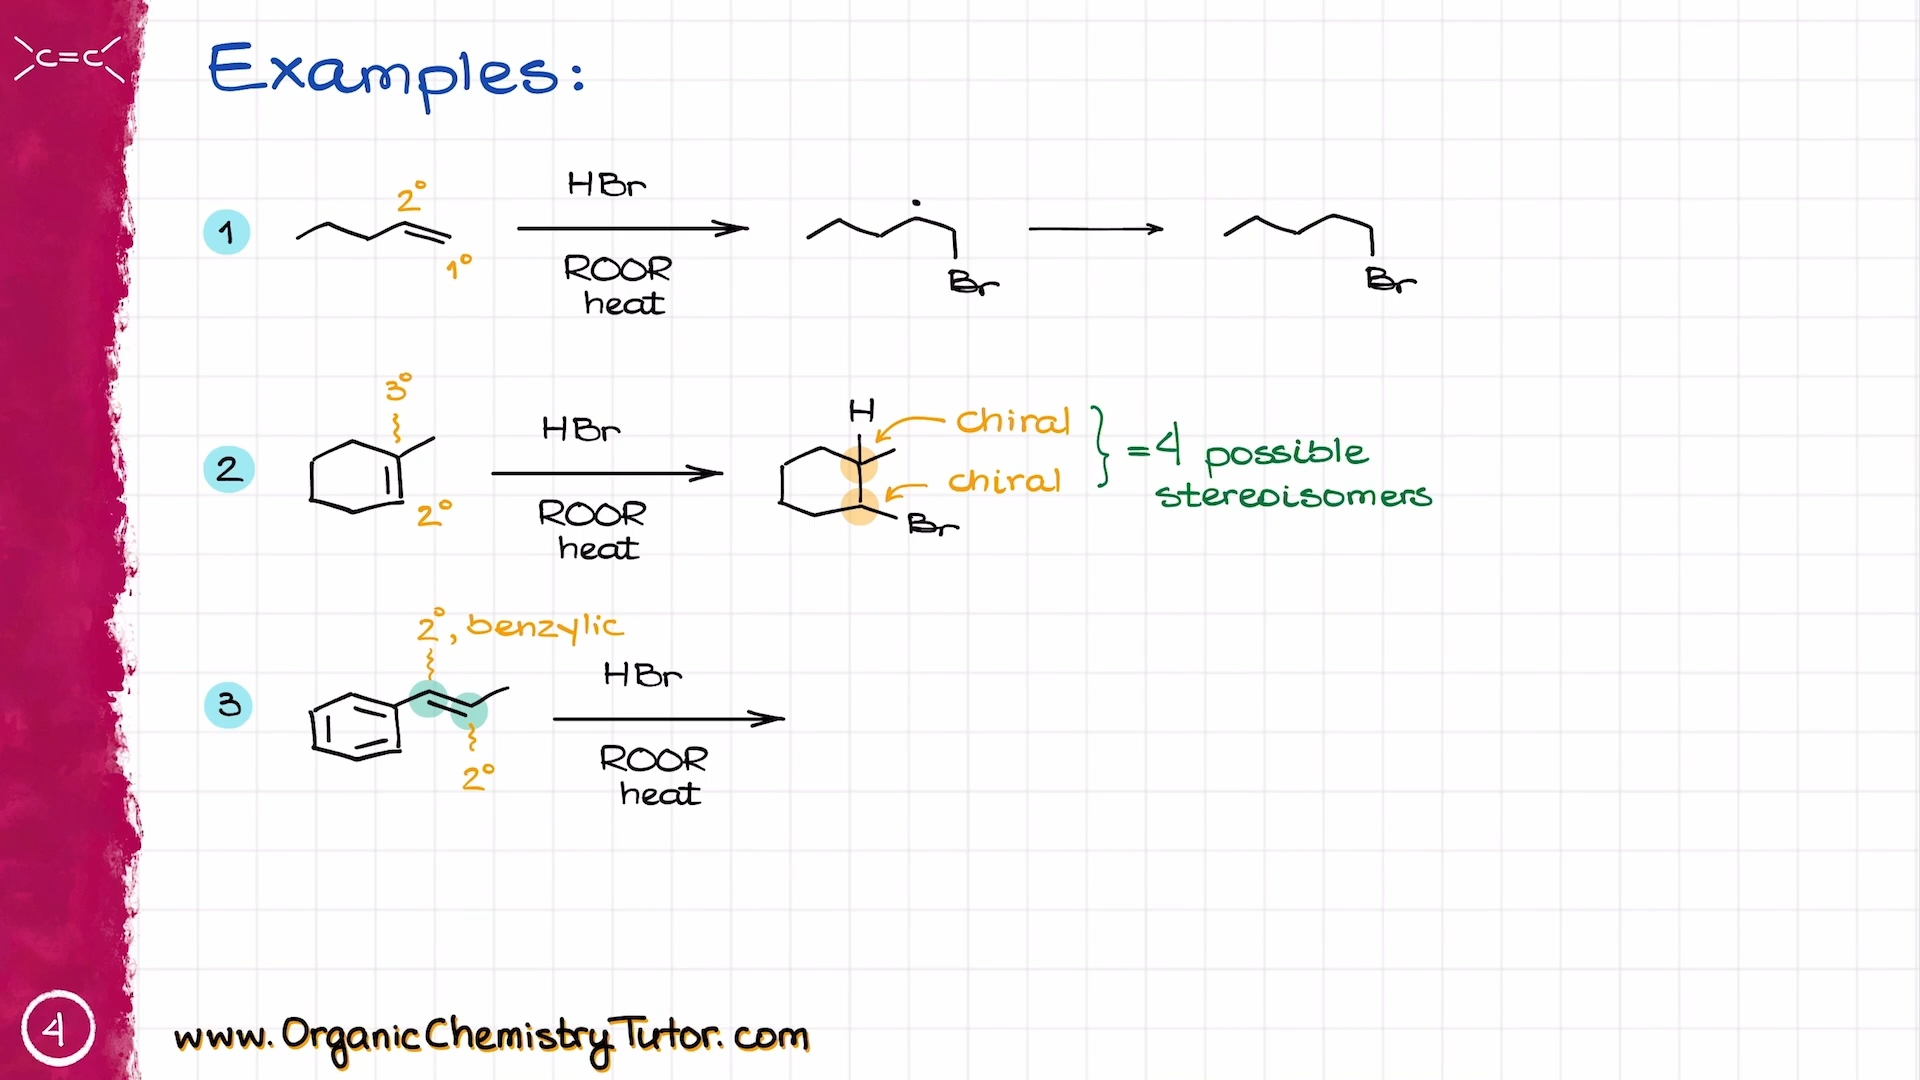 C=C
Examples:
1
2°
1°
HBr
ROOR
heat
Br
Br
2
3°
2°
HBr
ROOR
heat
H
Br
chiral
chiral
= 4 possible
stereoisomers
3
2°, benzylic
2°
HBr
ROOR
heat
4
www.OrganicChemistryTutor.com